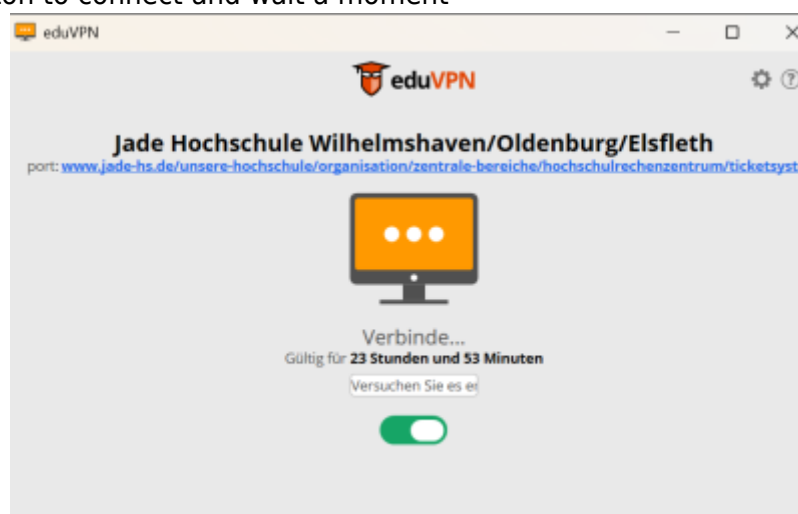 on to connect and wait a moment
eduVPN
eduVPN
Jade Hochschule Wilhelmshaven/Oldenburg/Elsfleth
port: www.jade-hs.de/unsere-hochschule/organisation/zentrale-bereiche/hochschulrechenzentrum/ticketsyst
Verbinde...
Gültig für 23 Stunden und 53 Minuten
Versuchen Sie es er